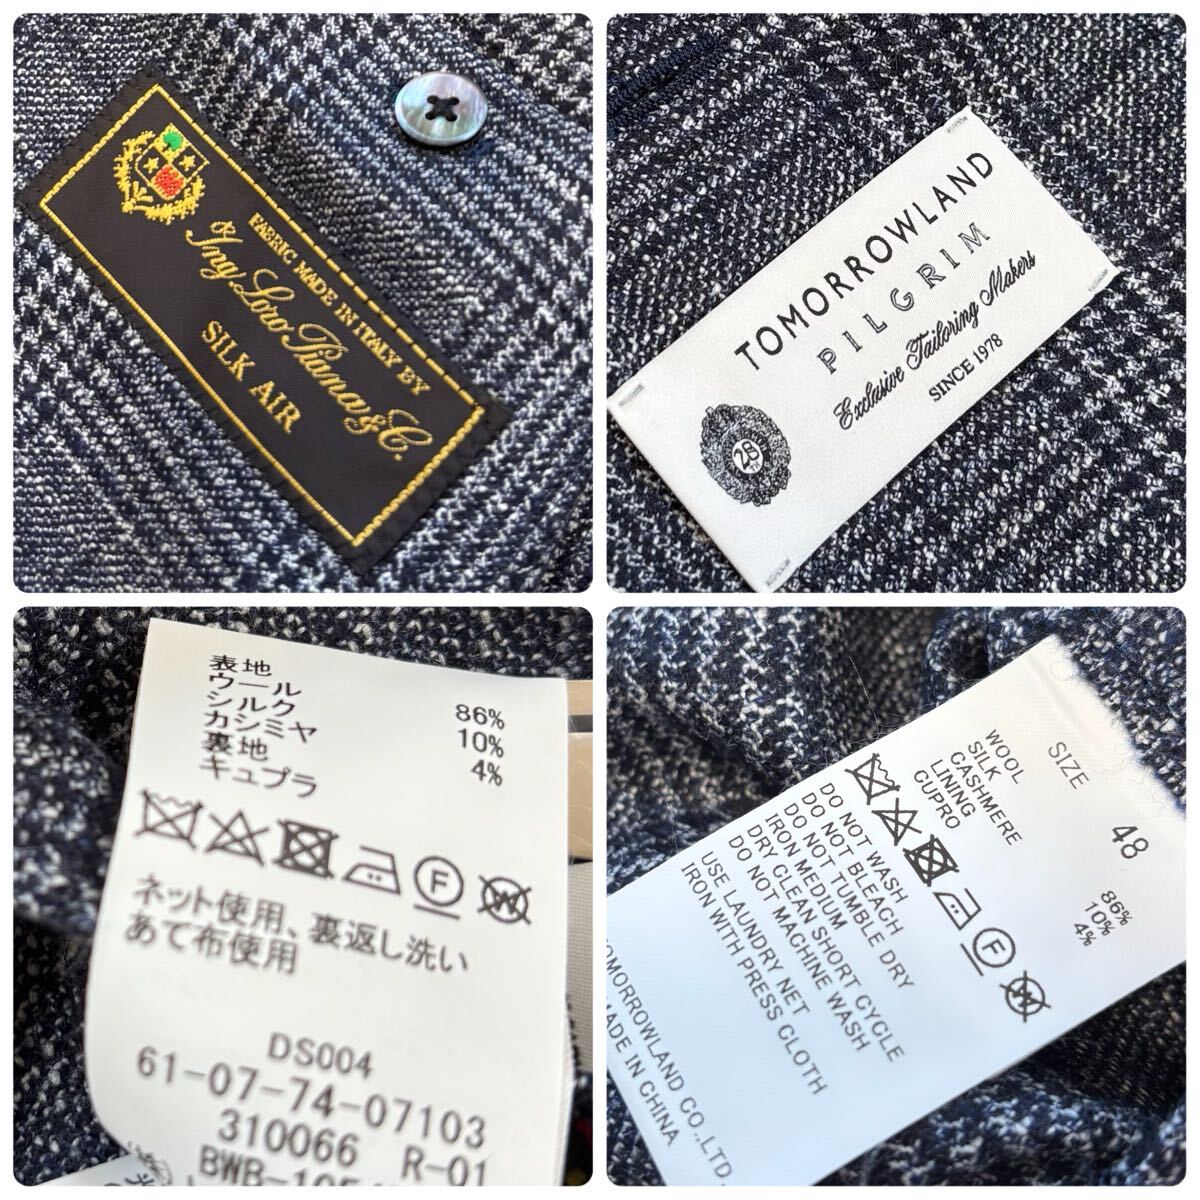 FABRIC MADE IN ITALY BY
Ing. Loro Piana & C.
SILK AIR
TOMORROWLAND
PILGRIM
Exclusive Tailoring Makers
SINCE 1978
28
表地
ウール 86%
シルク 10%
カシミヤ 4%
裏地
キュプラ
F
W
ネット使用、裏返し洗い
あて布使用
DS004
61-07-74-07103
310066 R-01
SIZE 48
WOOL 86%
SILK 10%
CASHMERE 4%
LINING
CUPRO
F
W
DO NOT WASH
DO NOT BLEACH
DO NOT TUMBLE DRY
IRON MEDIUM
DRY CLEAN SHORT CYCLE
DO NOT MACHINE WASH
USE LAUNDRY NET
IRON WITH PRESS CLOTH
TOMORROWLAND CO.,LTD.
MADE IN CHINA